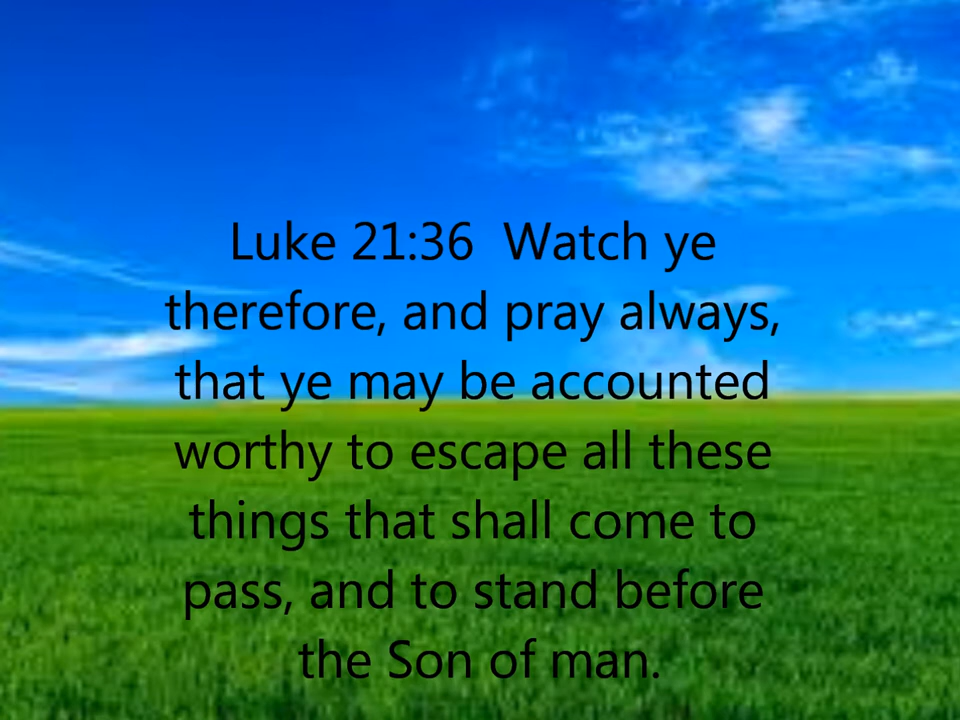 Luke 21:36  Watch ye
therefore, and pray always,
that ye may be accounted
worthy to escape all these
things that shall come to
pass, and to stand before
the Son of man.